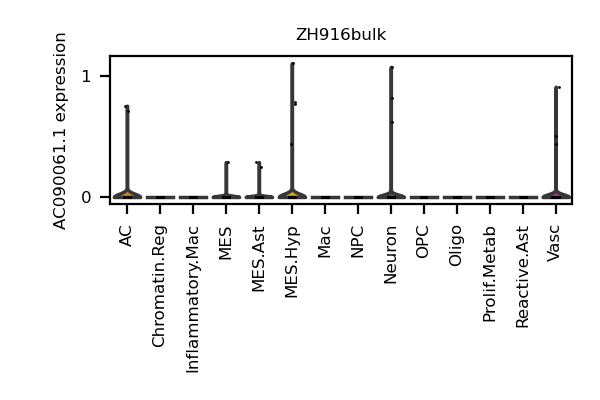 ZH916bulk
AC090061.1 expression
1
0
AC
Chromatin.Reg
Inflammatory.Mac
MES
MES.Ast
MES.Hyp
Mac
NPC
Neuron
OPC
Oligo
Prolif.Metab
Reactive.Ast
Vasc